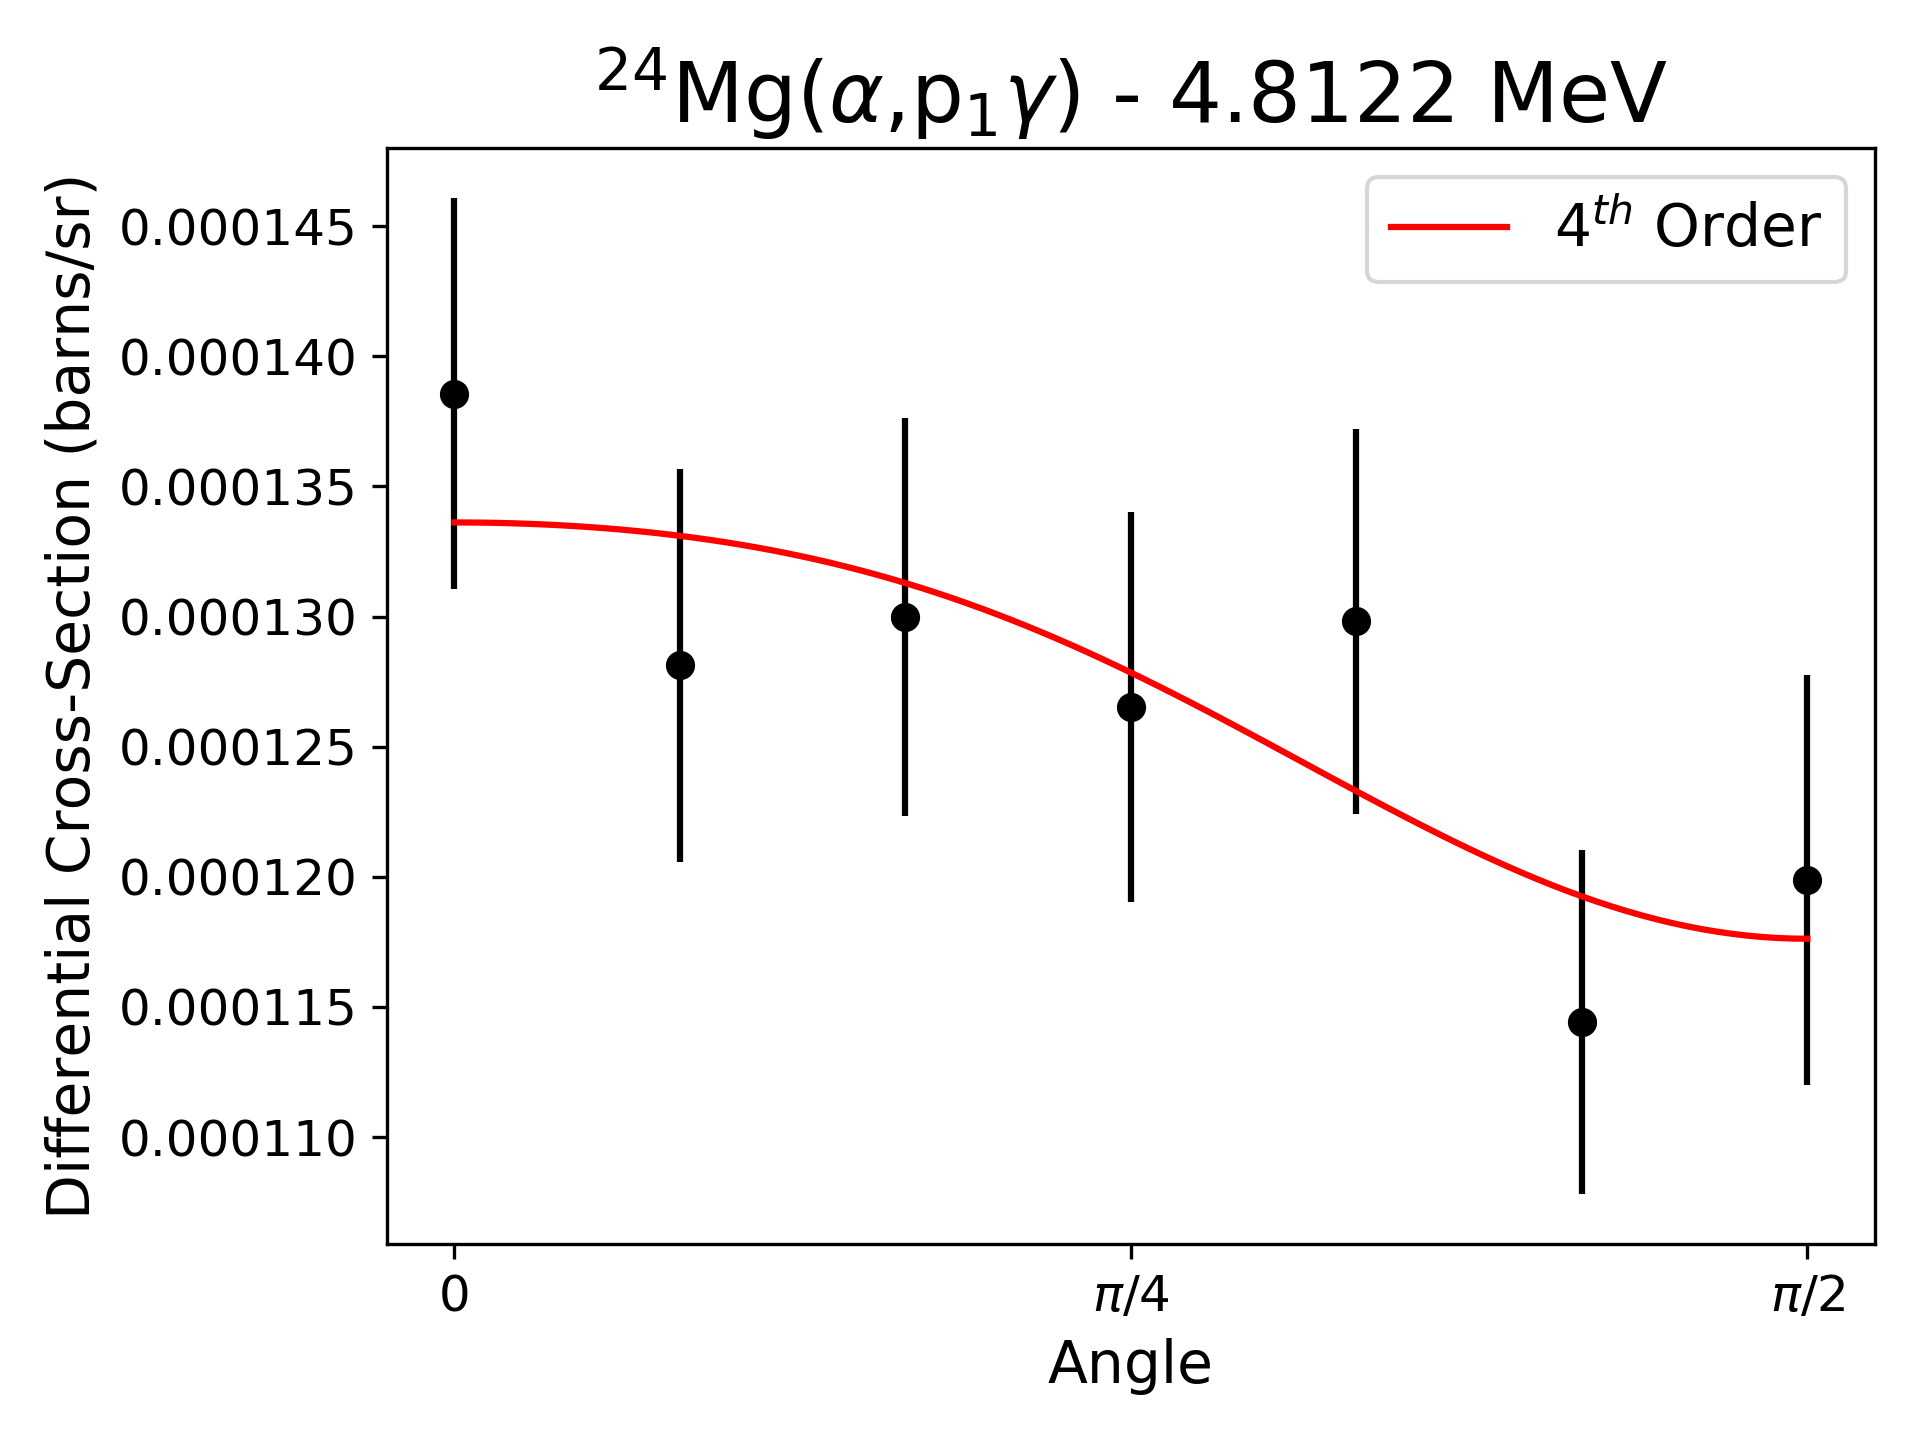 ²⁴Mg(α,p₁γ) - 4.8122 MeV
4ᵗʰ Order
Differential Cross-Section (barns/sr)
0.000145
0.000140
0.000135
0.000130
0.000125
0.000120
0.000115
0.000110
0 π/4 π/2
Angle